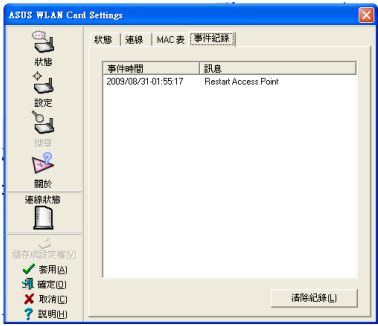 ASUS WLAN Card Settings
狀態
設定
搜尋
關於
連線狀態
儲存成設定檔(V)
套用(A)
確定(O)
取消(C)
說明(H)
狀態 連線 MAC 表 事件紀錄
事件時間 訊息
2009/08/31-01:55:17 Restart Access Point
清除紀錄(L)